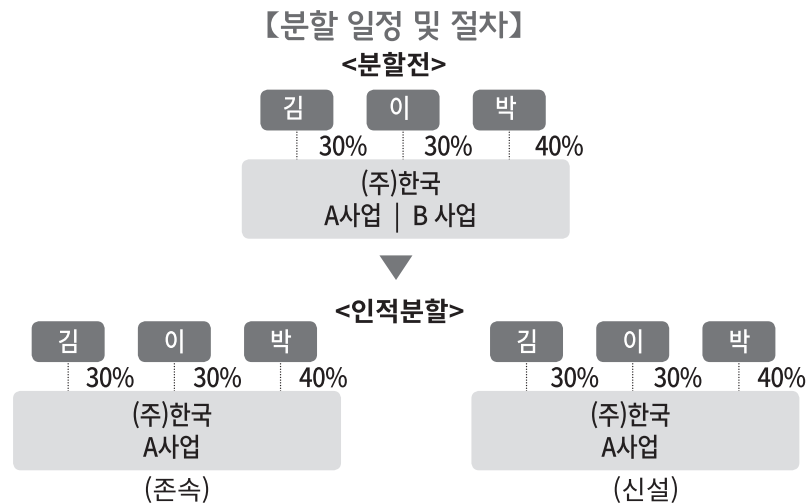 【분할 일정 및 절차】
<분할전>
김 이 박
30% 30% 40%
(주)한국
A사업 | B 사업
<인적분할>
김 이 박 김 이 박
30% 30% 40% 30% 30% 40%
(주)한국 (주)한국
A사업 A사업
(존속) (신설)